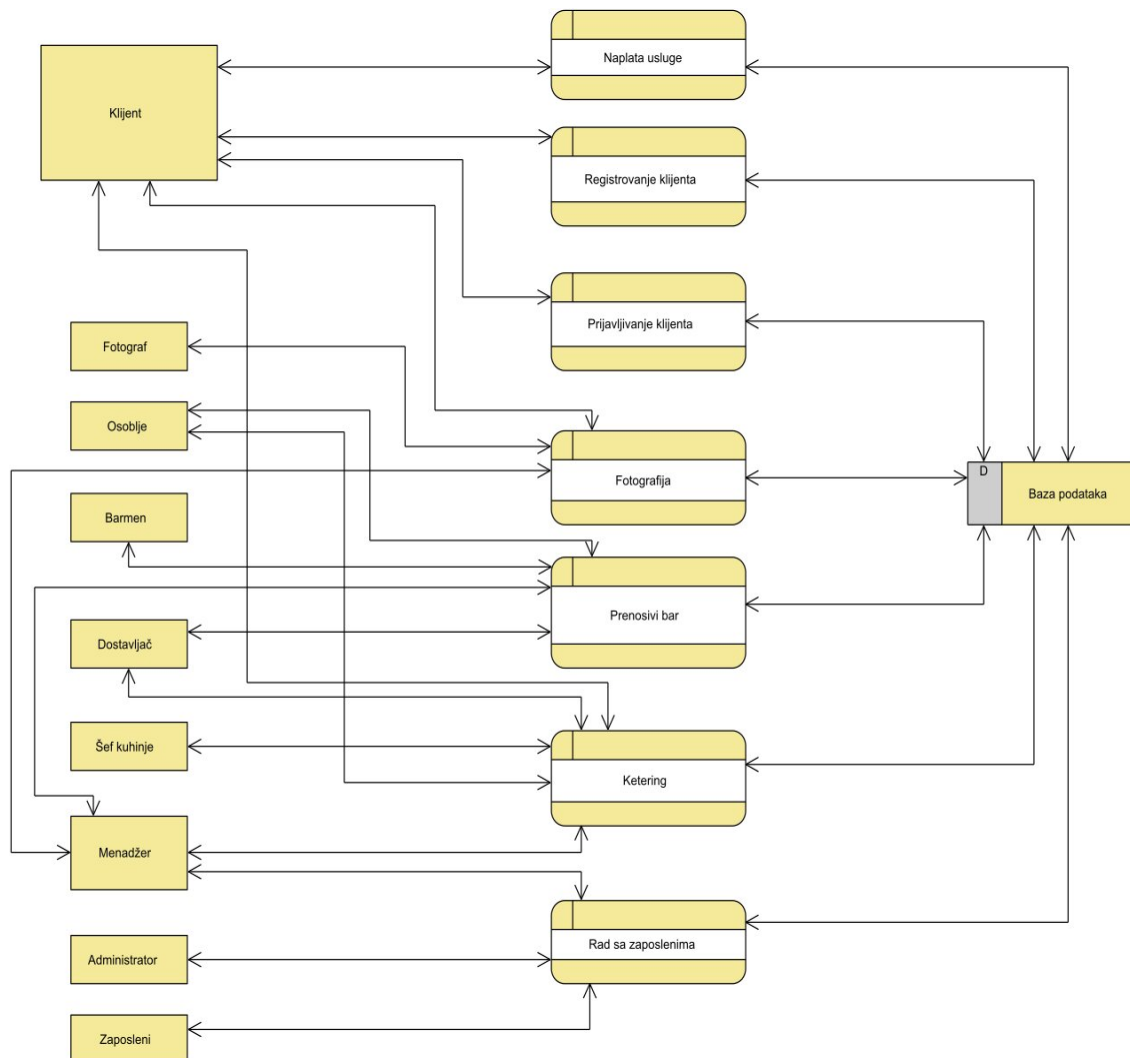 Naplata usluge
Klijent
Registrovanje klijenta
Prijavljivanje klijenta
Fotograf
Osoblje
Fotografija
D
Baza podataka
Barmen
Prenosivi bar
Dostavljač
Šef kuhinje
Ketering
Menadžer
Rad sa zaposlenima
Administrator
Zaposleni